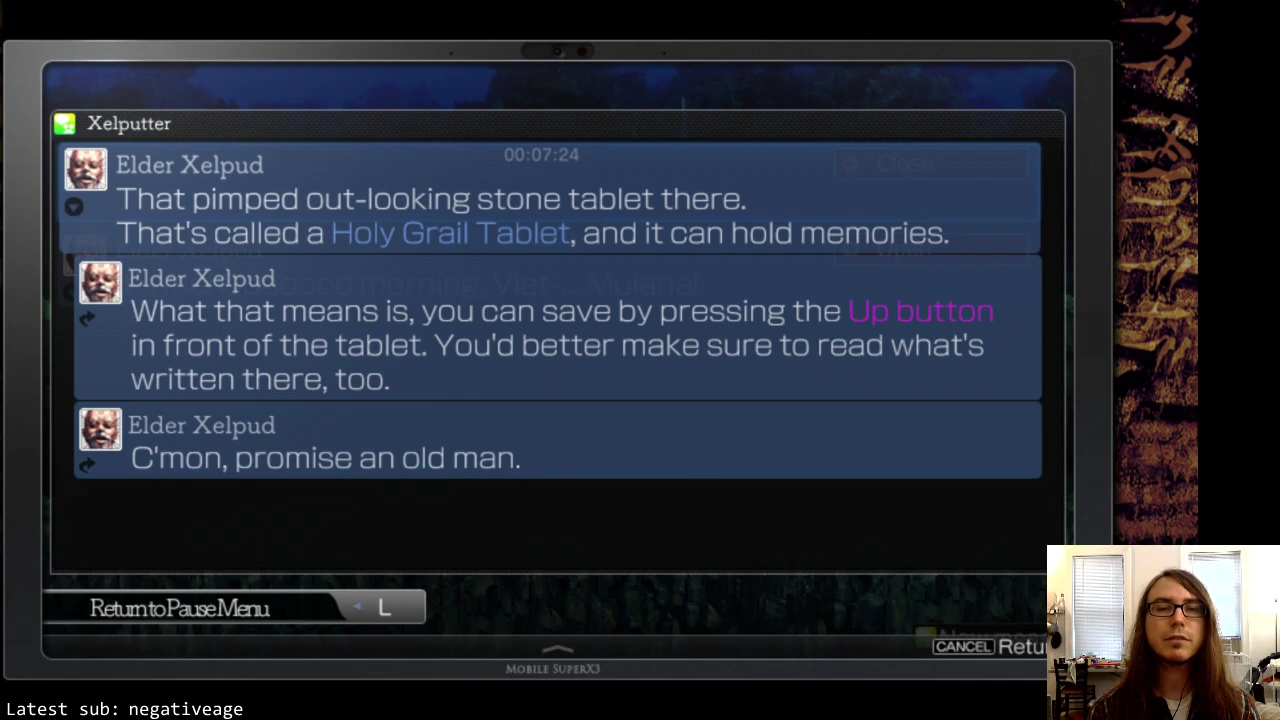 Xelputter
Elder Xelpud
00:07:24
Close
That pimped out-looking stone tablet there.
That's called a Holy Grail Tablet, and it can hold memories.
Elder Xelpud
What that means is, you can save by pressing the Up button
in front of the tablet. You'd better make sure to read what's
written there, too.
Elder Xelpud
C'mon, promise an old man.
Return to Pause Menu
CANCEL Retu
MOBILE SUPERX3
Latest sub: negativeage